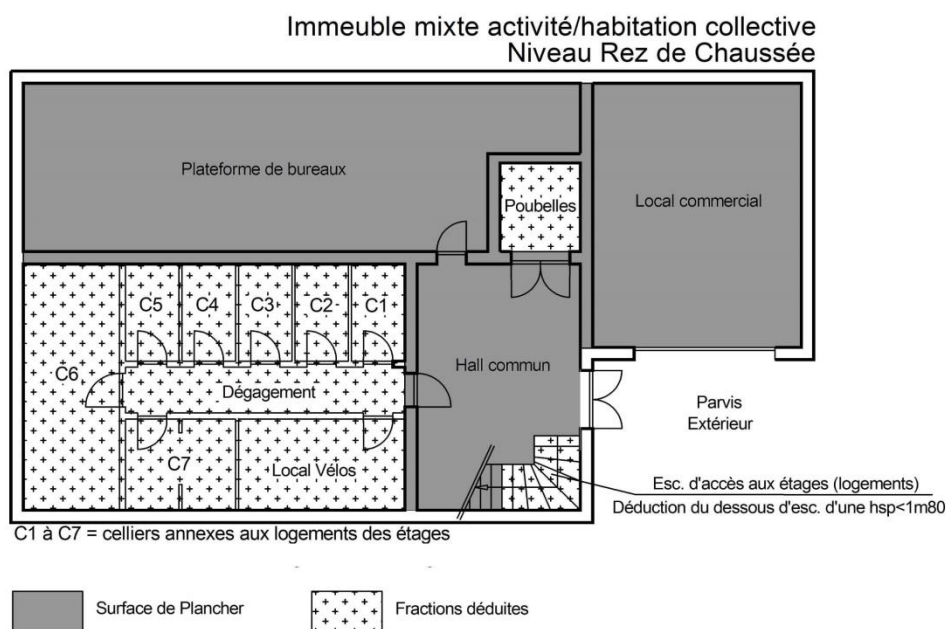 Immeuble mixte activité/habitation collective
Niveau Rez de Chaussée
Plateforme de bureaux
Poubelles
Local commercial
C5
C4
C3
C2
C1
C6
Dégagement
Hall commun
C7
Local Vélos
Parvis
Extérieur
Esc. d'accès aux étages (logements)
Déduction du dessous d'esc. d'une hsp<1m80
C1 à C7 = celliers annexes aux logements des étages
Surface de Plancher
Fractions déduites